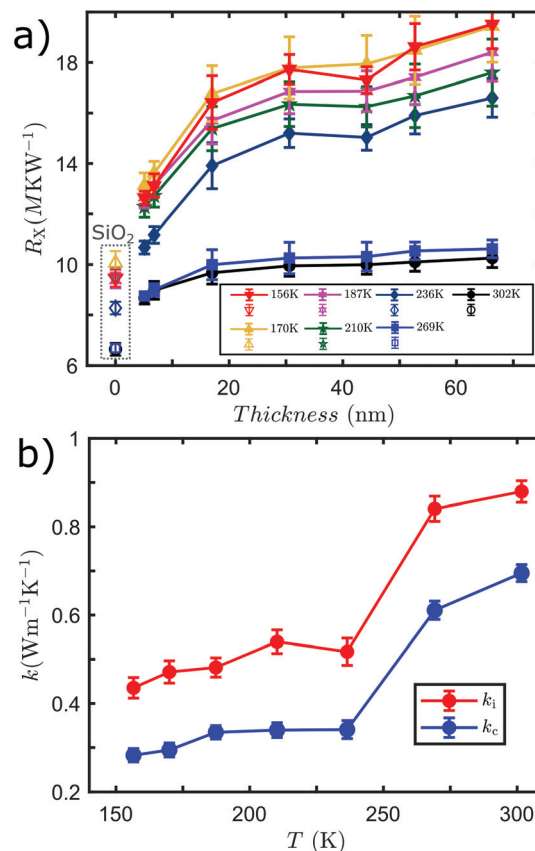 a)
18
14
10
6
R_X(MKW⁻¹)
SiO₂
156K 187K 236K 302K
170K 210K 269K
0 20 40 60
Thickness (nm)
b)
1
0.8
0.6
0.4
0.2
k(Wm⁻¹K⁻¹)
k_i
k_c
150 200 250 300
T (K)